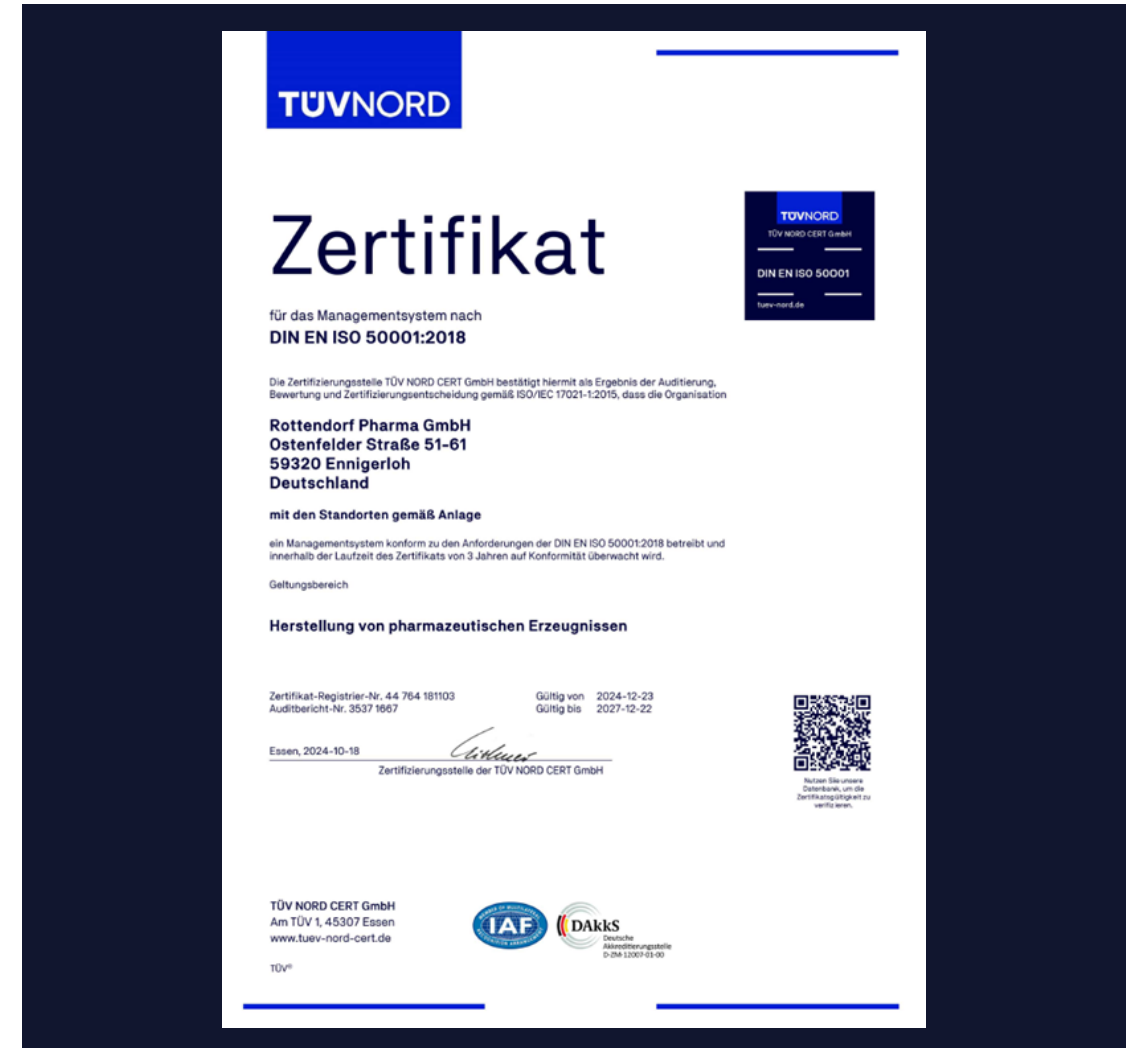 TÜVNORD
Zertifikat
für das Managementsystem nach
DIN EN ISO 50001:2018
TÜVNORD
TÜV NORD CERT GmbH
DIN EN ISO 50001
tuev-nord.de
Die Zertifizierungsstelle TÜV NORD CERT GmbH bestätigt hiermit als Ergebnis der Auditierung,
Bewertung und Zertifizierungsentscheidung gemäß ISO/IEC 17021-1:2015, dass die Organisation
Rottendorf Pharma GmbH
Ostenfelder Straße 51-61
59320 Ennigerloh
Deutschland
mit den Standorten gemäß Anlage
ein Managementsystem konform zu den Anforderungen der DIN EN ISO 50001:2018 betreibt und
innerhalb der Laufzeit des Zertifikats von 3 Jahren auf Konformität überwacht wird.
Geltungsbereich
Herstellung von pharmazeutischen Erzeugnissen
Zertifikat-Registrier-Nr. 44 764 181103
Auditbericht-Nr. 3537 1667
Gültig von 2024-12-23
Gültig bis 2027-12-22
Essen, 2024-10-18
Zertifizierungsstelle der TÜV NORD CERT GmbH
Nutzen Sie unsere
Datenbank, um die
Zertifikatsgültigkeit zu
verifizieren.
TÜV NORD CERT GmbH
Am TÜV 1, 45307 Essen
www.tuev-nord-cert.de
TÜV®
MEMBER OF MULTILATERAL
IAF
RECOGNITION ARRANGEMENT
DAkkS
Deutsche
Akkreditierungsstelle
D-ZM-12007-01-00